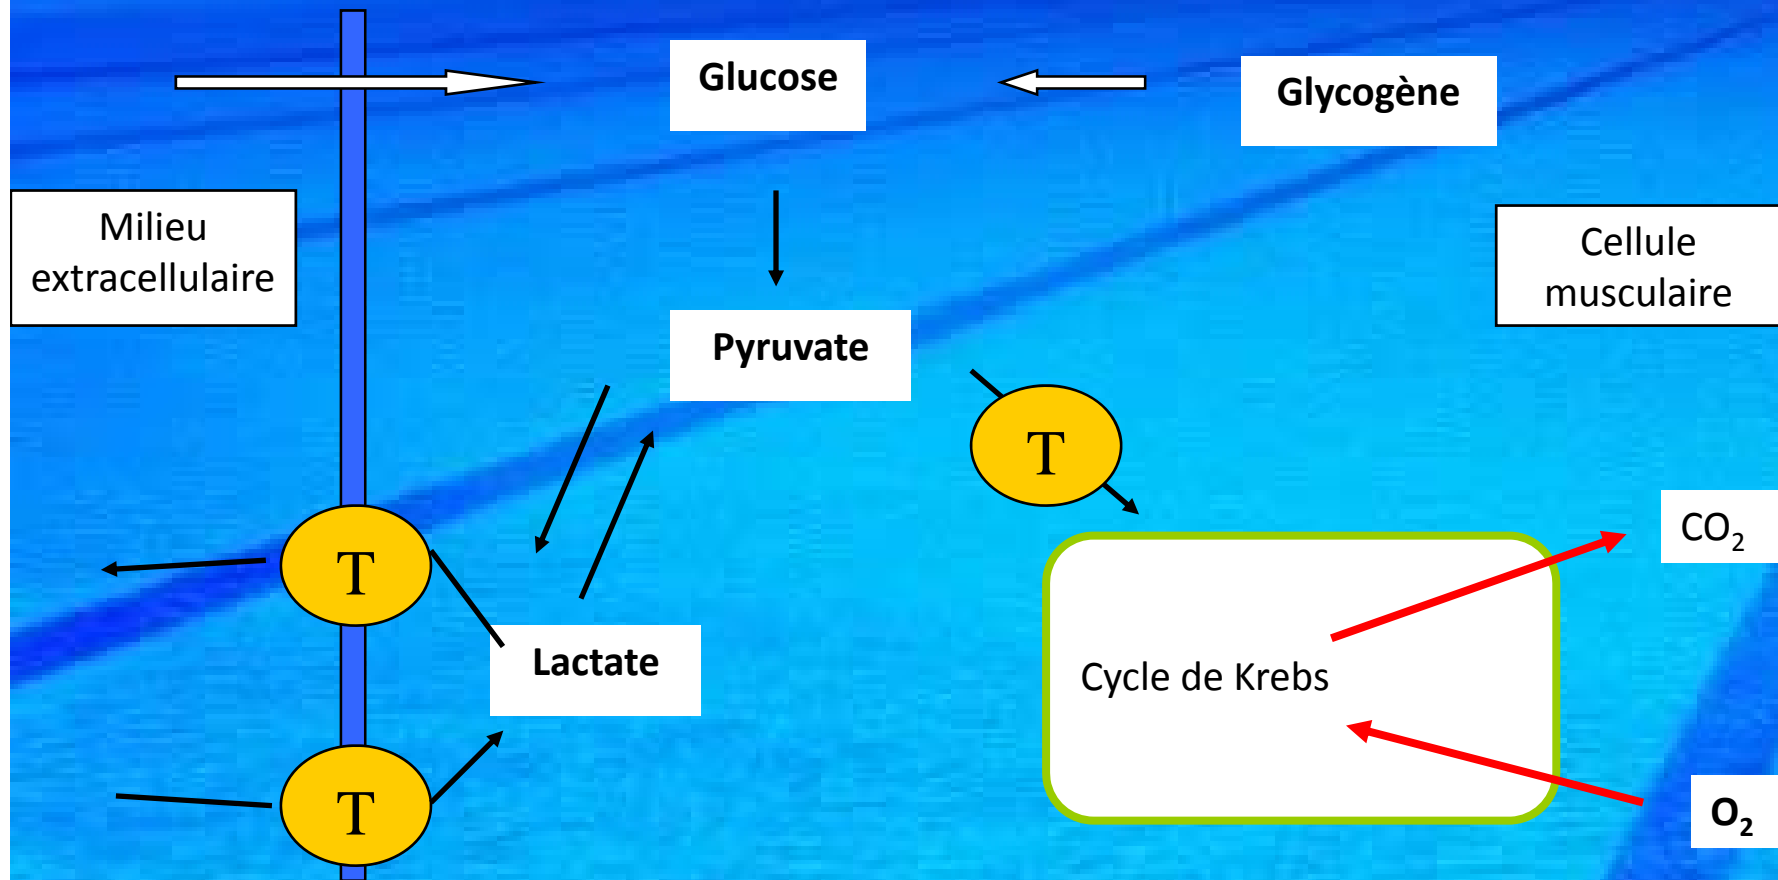 Glucose
Glycogène
Milieu
extracellulaire
Cellule
musculaire
Pyruvate
T
CO₂
T
Lactate
Cycle de Krebs
T
O₂